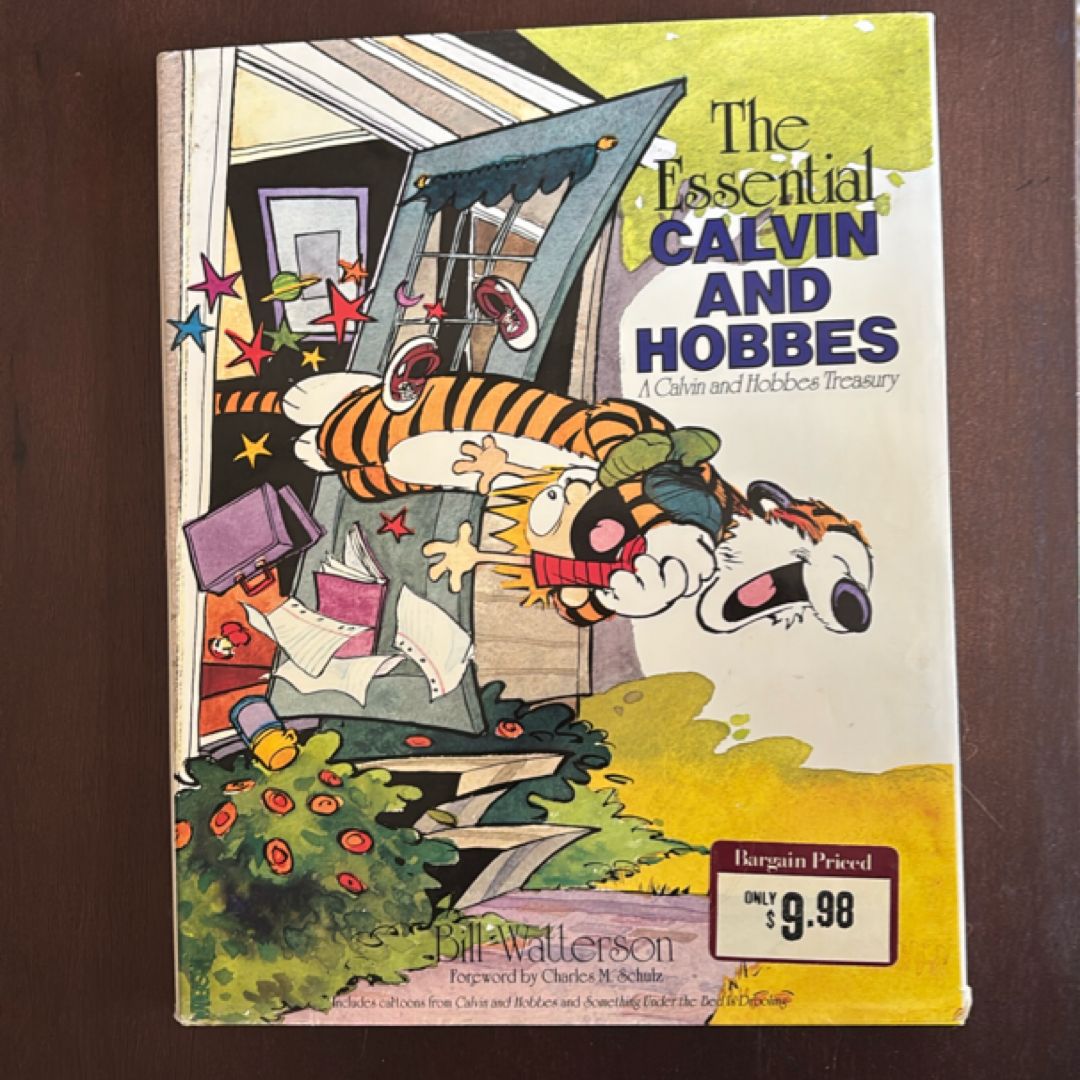 The
Essential
CALVIN
AND
HOBBES
A Calvin and Hobbes Treasury
Bargain Priced
ONLY
$9.98
Bill Watterson
Foreword by Charles M. Schulz
Includes cartoons from Calvin and Hobbes and Something Under the Bed Is Drooling